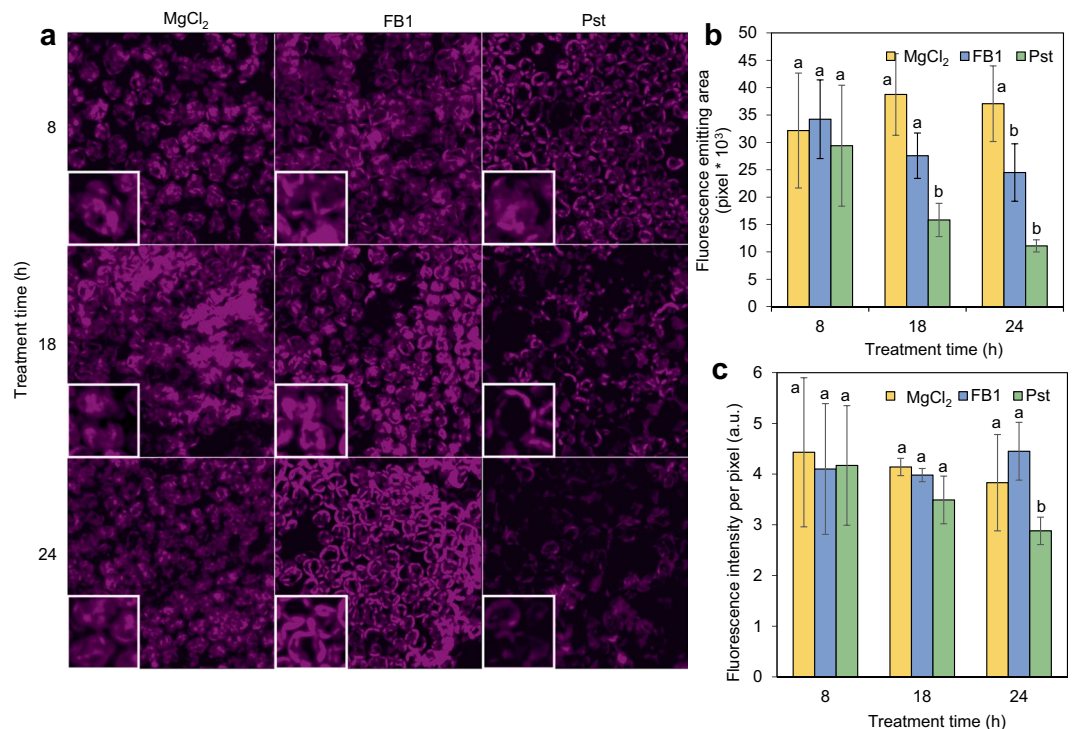 a
MgCl₂
FB1
Pst
Treatment time (h)
8
18
24
b
MgCl₂ FB1 Pst
Fluorescence emitting area
(pixel * 10³)
50
45
40
35
30
25
20
15
10
5
0
a a a
a a b
a b b
8 18 24
Treatment time (h)
c
MgCl₂ FB1 Pst
Fluorescence intensity per pixel (a.u.)
6
5
4
3
2
1
0
a a a
a a a
a a b
8 18 24
Treatment time (h)